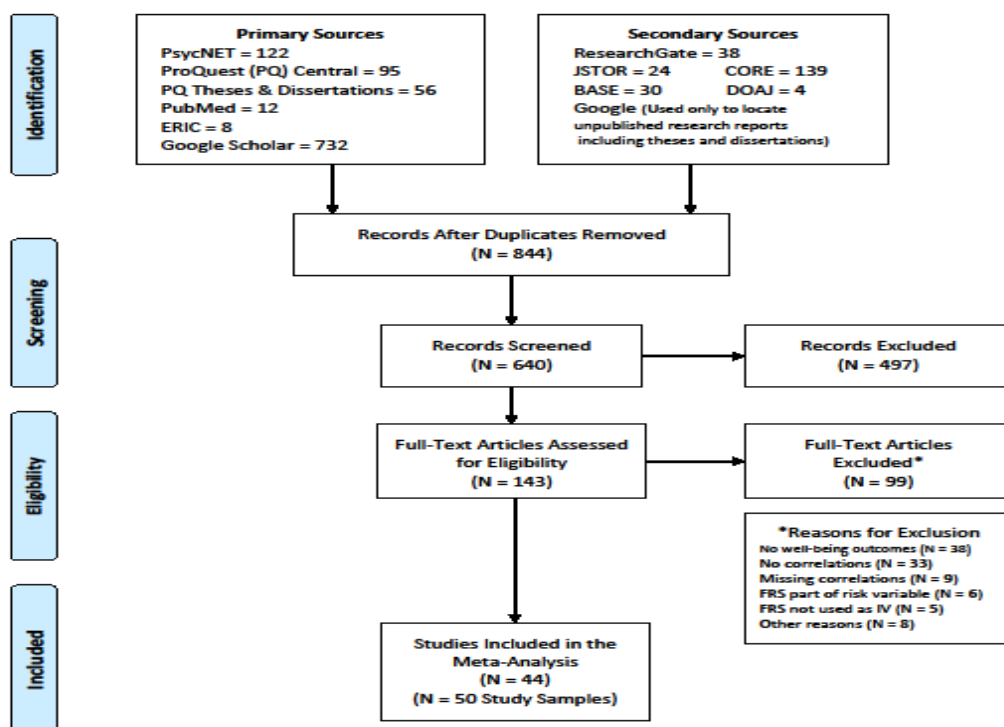 Identification
Primary Sources
PsycNET = 122
ProQuest (PQ) Central = 95
PQ Theses & Dissertations = 56
PubMed = 12
ERIC = 8
Google Scholar = 732
Secondary Sources
ResearchGate = 38
JSTOR = 24 CORE = 139
BASE = 30 DOAJ = 4
Google (Used only to locate
unpublished research reports
including theses and dissertations)
Records After Duplicates Removed
(N = 844)
Screening
Records Screened
(N = 640)
Records Excluded
(N = 497)
Eligibility
Full-Text Articles Assessed
for Eligibility
(N = 143)
Full-Text Articles
Excluded*
(N = 99)
*Reasons for Exclusion
No well-being outcomes (N = 38)
No correlations (N = 33)
Missing correlations (N = 9)
FRS part of risk variable (N = 6)
FRS not used as IV (N = 5)
Other reasons (N = 8)
Included
Studies Included in the
Meta-Analysis
(N = 44)
(N = 50 Study Samples)